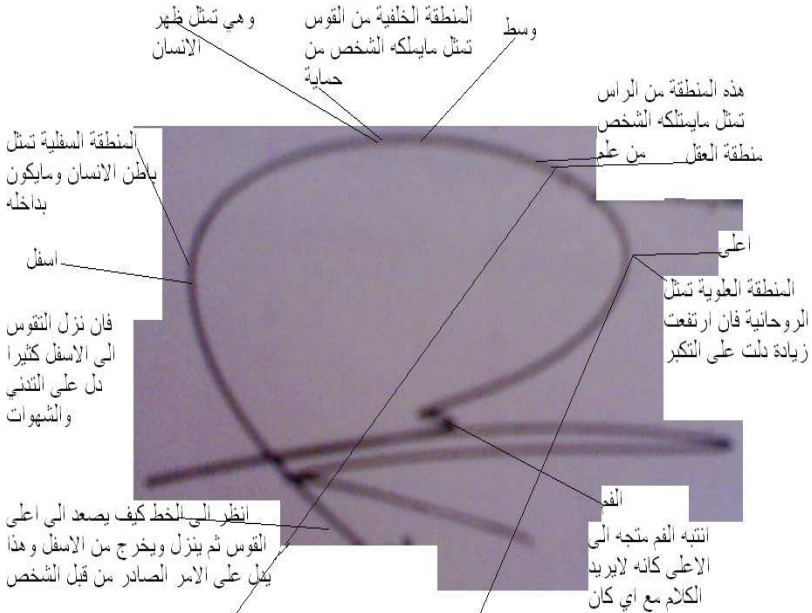 وسط
المنطقة الخلفية من القوس
تمثل مايملكه الشخص من
حماية
وهي تمثل ظهر
الانسان
هذه المنطقة من الراس
تمثل مايمتلكه الشخص
من علم
منطقة العقل
المنطقة السفلية تمثل
باطن الانسان ومايكون
بداخله
اعلى
المنطقة العلوية تمثل
الروحانية فان ارتفعت
زيادة دلت على التكبر
اسفل
فان نزل التقوس
الى الاسفل كثيرا
دل على التدني
والشهوات
الفم
انتبه الفم متجه الى
الاعلى كانه لايريد
الكلام مع اي كان
انظر الى الخط كيف يصعد الى اعلى
القوس ثم ينزل ويخرج من الاسفل وهذا
يدل على الامر الصادر من قبل الشخص